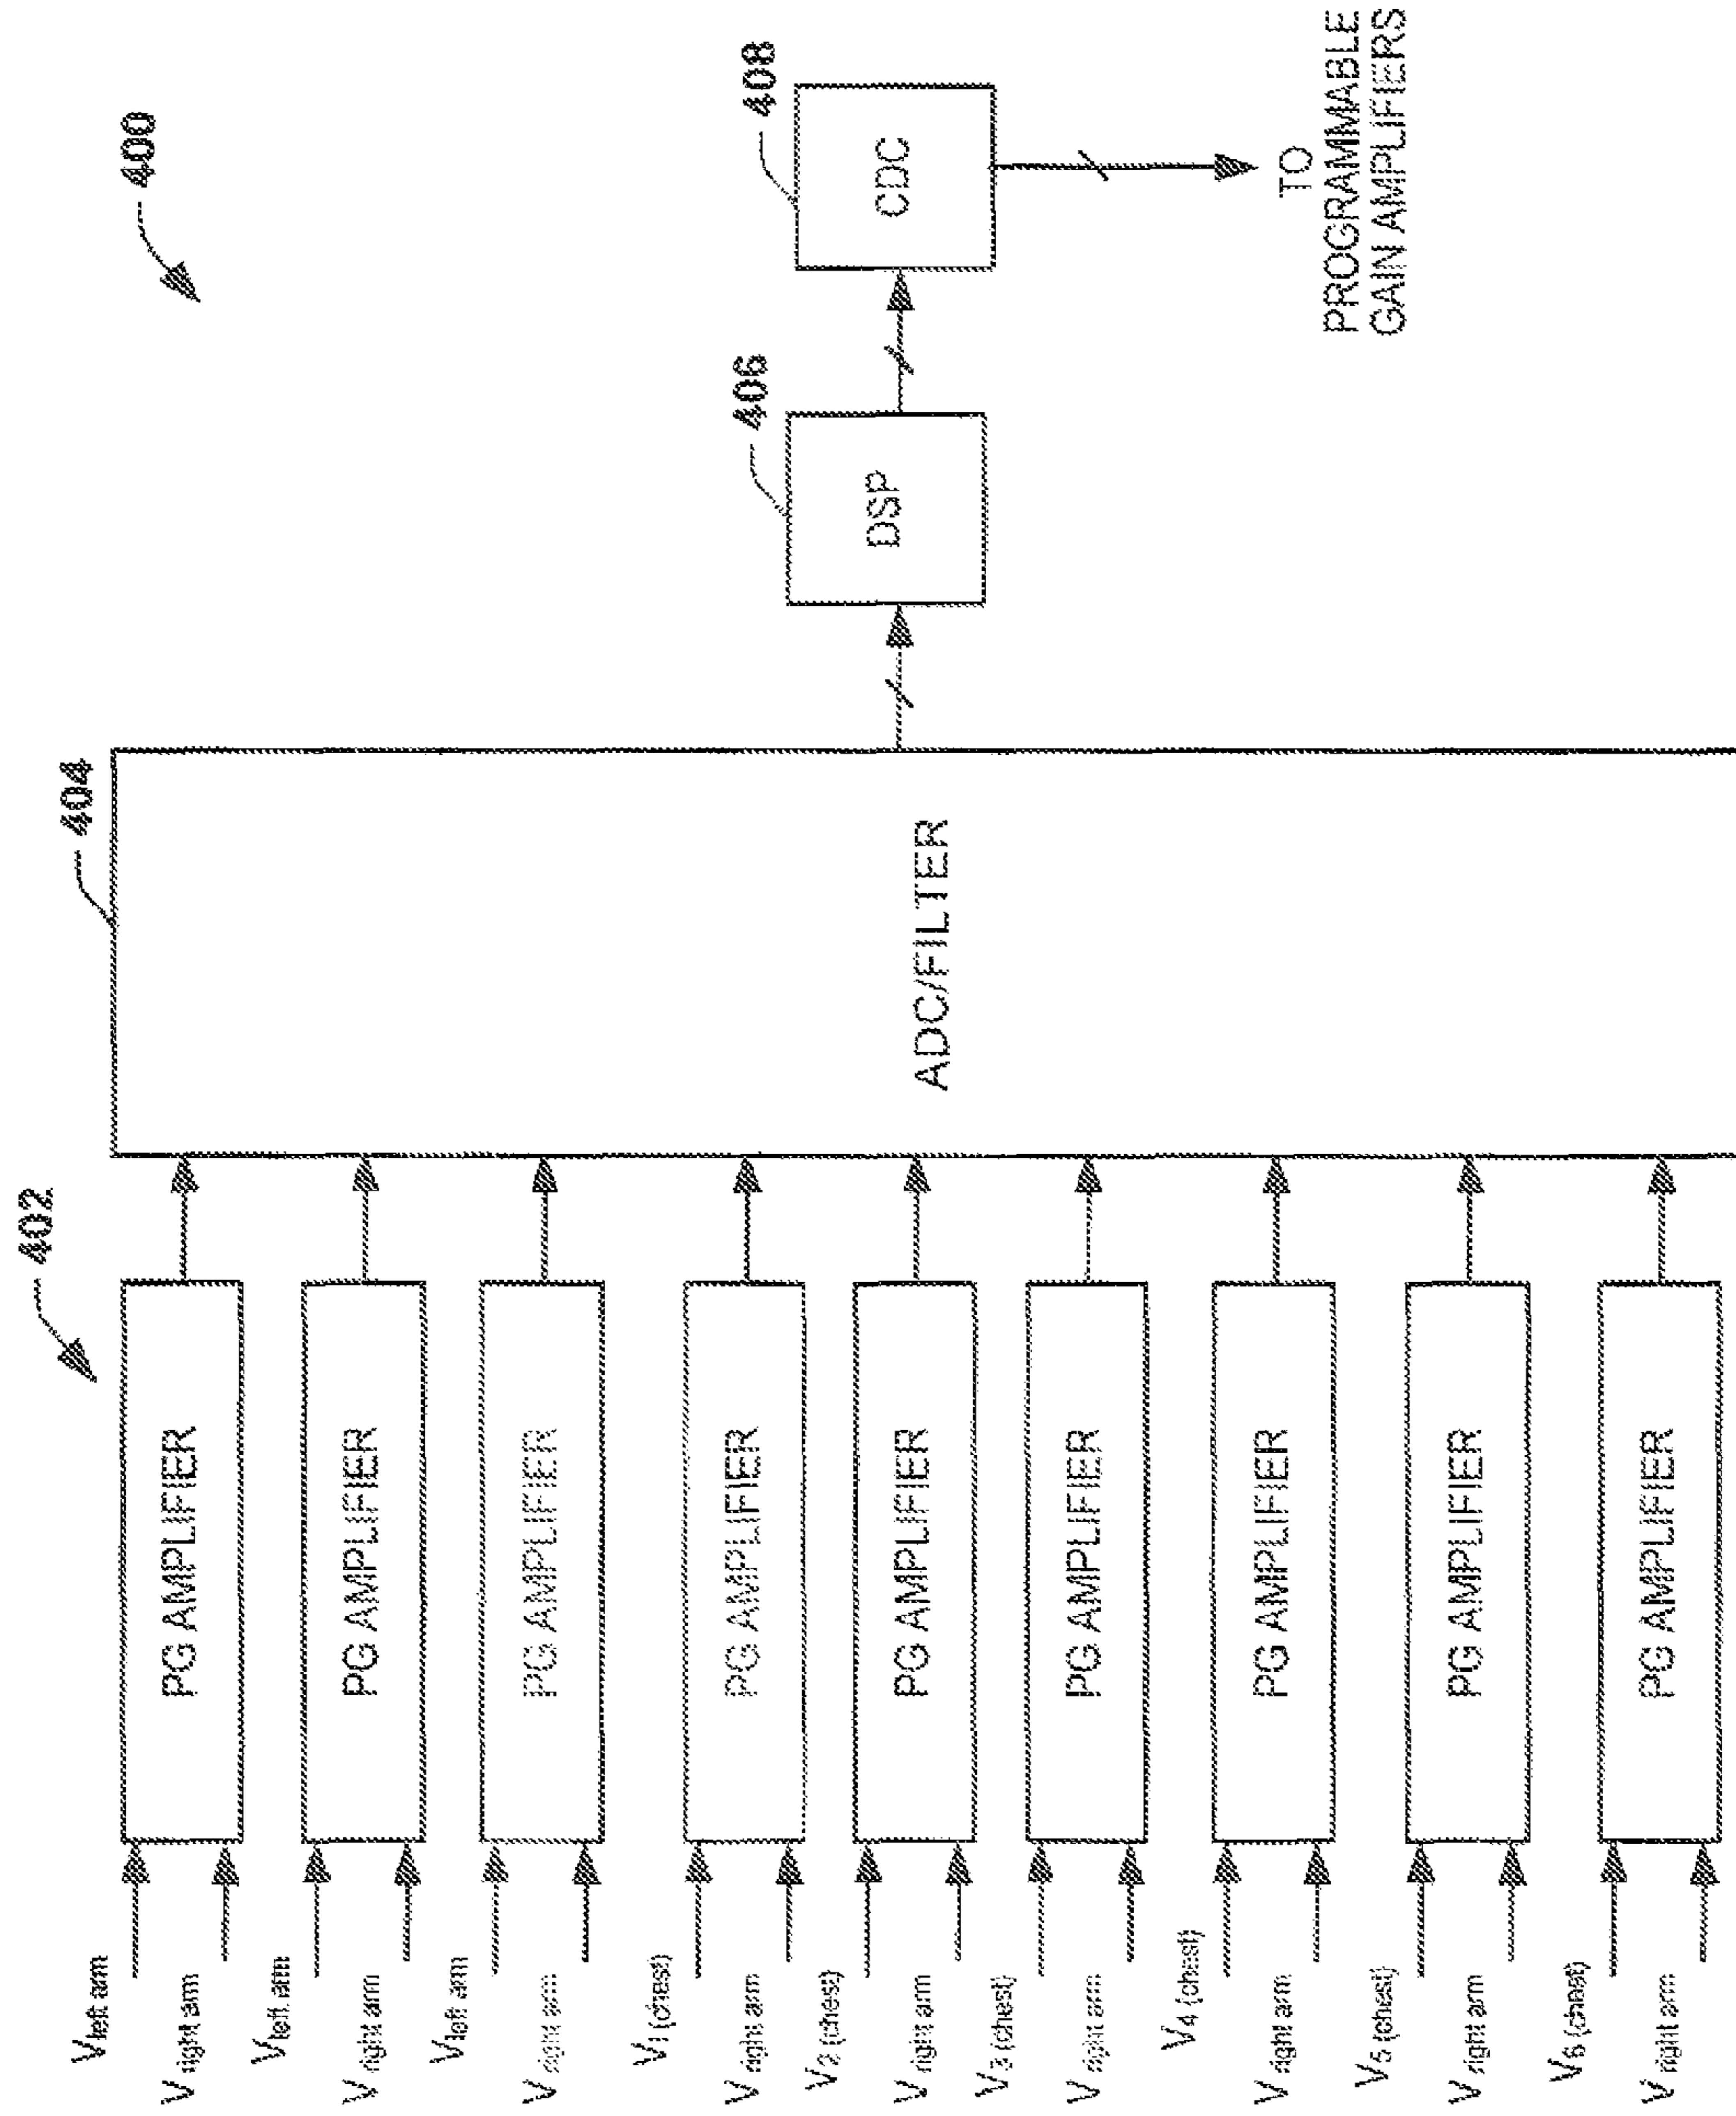 400
402
404
406
408
V left arm
V right arm
PG AMPLIFIER
V left arm
V right arm
PG AMPLIFIER
V left arm
V right arm
PG AMPLIFIER
V1 (chest)
V right arm
PG AMPLIFIER
V2 (chest)
V right arm
PG AMPLIFIER
V3 (chest)
V right arm
PG AMPLIFIER
V4 (chest)
V right arm
PG AMPLIFIER
V5 (chest)
V right arm
PG AMPLIFIER
V6 (chest)
V right arm
PG AMPLIFIER
ADC/FILTER
DSP
CDC
TO
PROGRAMMABLE
GAIN AMPLIFIERS